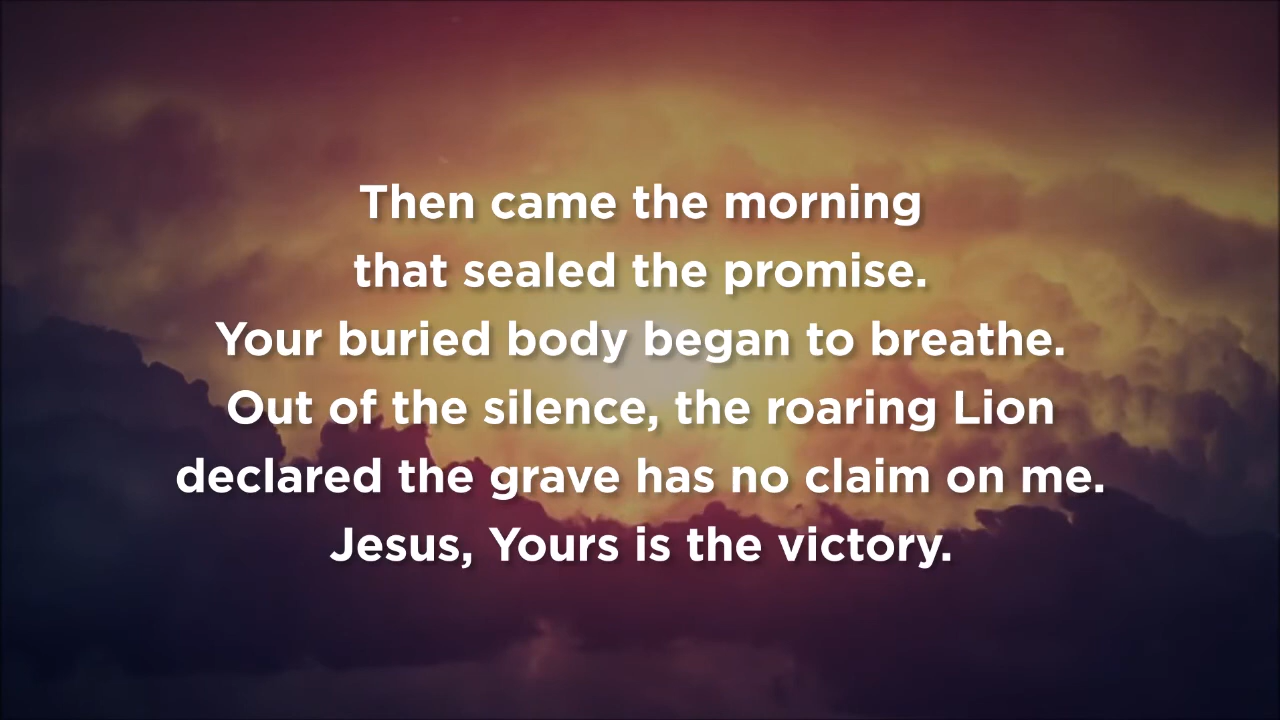 Then came the morning
that sealed the promise.
Your buried body began to breathe.
Out of the silence, the roaring Lion
declared the grave has no claim on me.
Jesus, Yours is the victory.